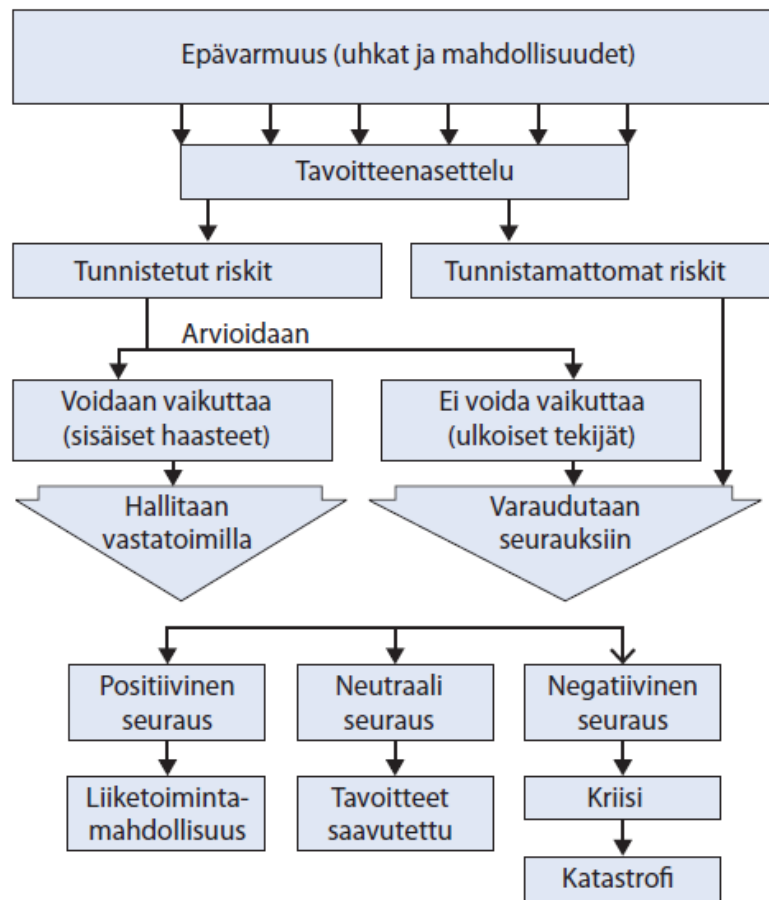 Epävarmuus (uhkat ja mahdollisuudet)
Tavoitteenasettelu
Tunnistetut riskit
Tunnistamattomat riskit
Arvioidaan
Voidaan vaikuttaa
(sisäiset haasteet)
Ei voida vaikuttaa
(ulkoiset tekijät)
Hallitaan
vastatoimilla
Varaudutaan
seurauksiin
Positiivinen
seuraus
Neutraali
seuraus
Negatiivinen
seuraus
Liiketoiminta-
mahdollisuus
Tavoitteet
saavutettu
Kriisi
Katastrofi